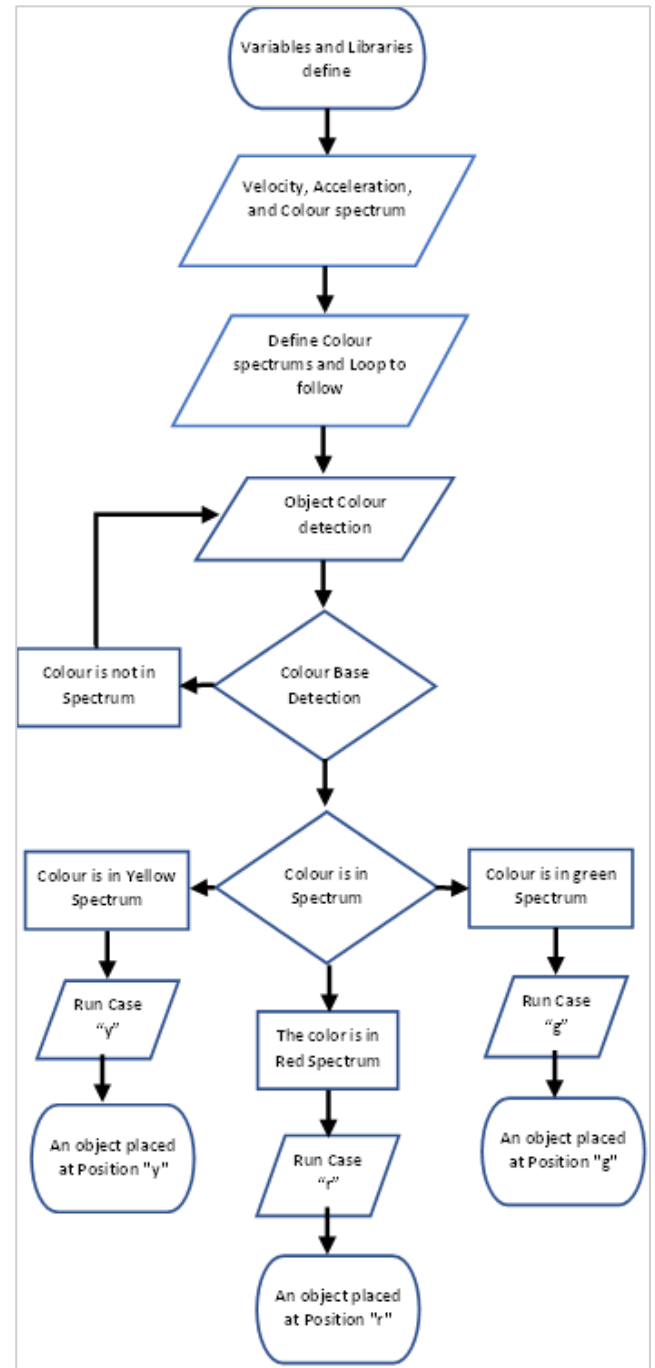 Variables and Libraries
define
Velocity, Acceleration,
and Colour spectrum
Define Colour
spectrums and Loop to
follow
Object Colour
detection
Colour is not in
Spectrum
Colour Base
Detection
Colour is in Yellow
Spectrum
Colour is in
Spectrum
Colour is in green
Spectrum
Run Case
“y”
The color is in
Red Spectrum
Run Case
“g”
An object placed
at Position "y"
Run Case
“r”
An object placed
at Position "g"
An object placed
at Position "r"